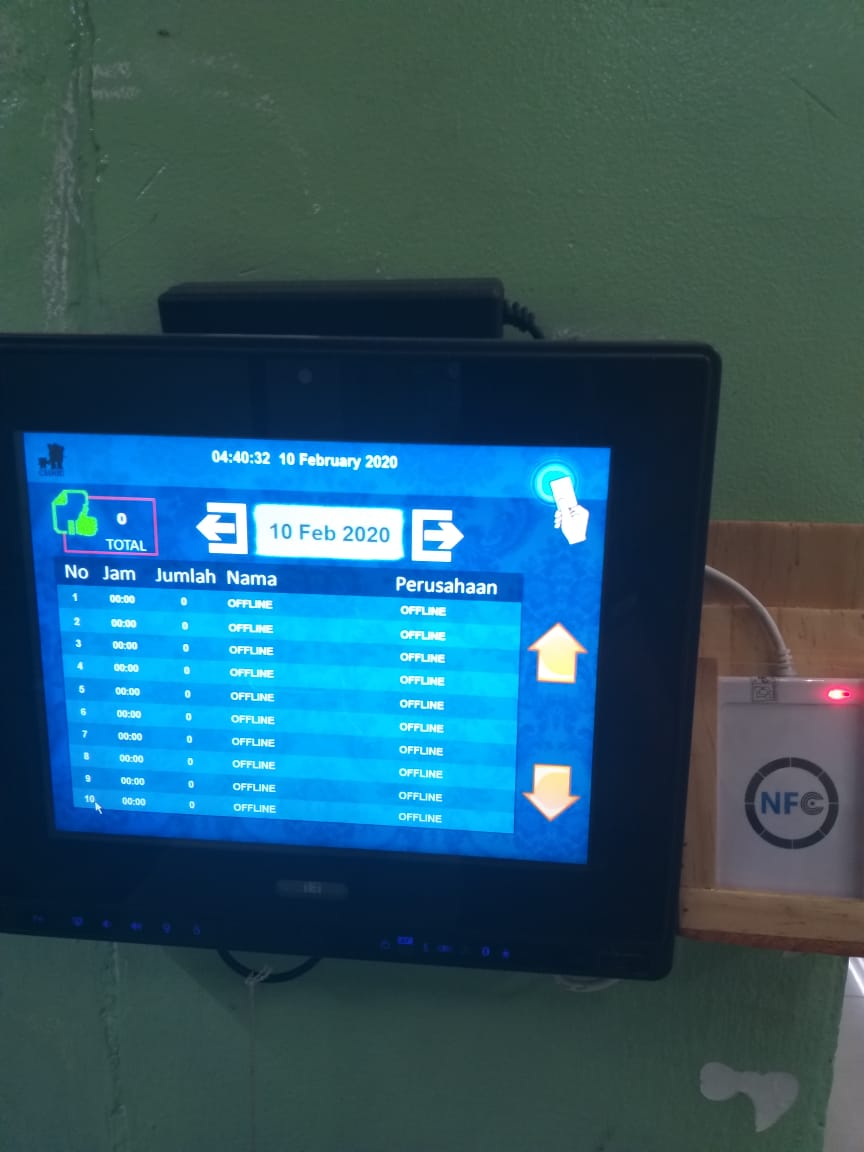 04:40:32 10 February 2020
0
TOTAL
10 Feb 2020
No Jam Jumlah Nama Perusahaan
1 00:00 0 OFFLINE OFFLINE
2 00:00 0 OFFLINE OFFLINE
3 00:00 0 OFFLINE OFFLINE
4 00:00 0 OFFLINE OFFLINE
5 00:00 0 OFFLINE OFFLINE
6 00:00 0 OFFLINE OFFLINE
7 00:00 0 OFFLINE OFFLINE
8 00:00 0 OFFLINE OFFLINE
9 00:00 0 OFFLINE OFFLINE
10 00:00 0 OFFLINE OFFLINE
NFC